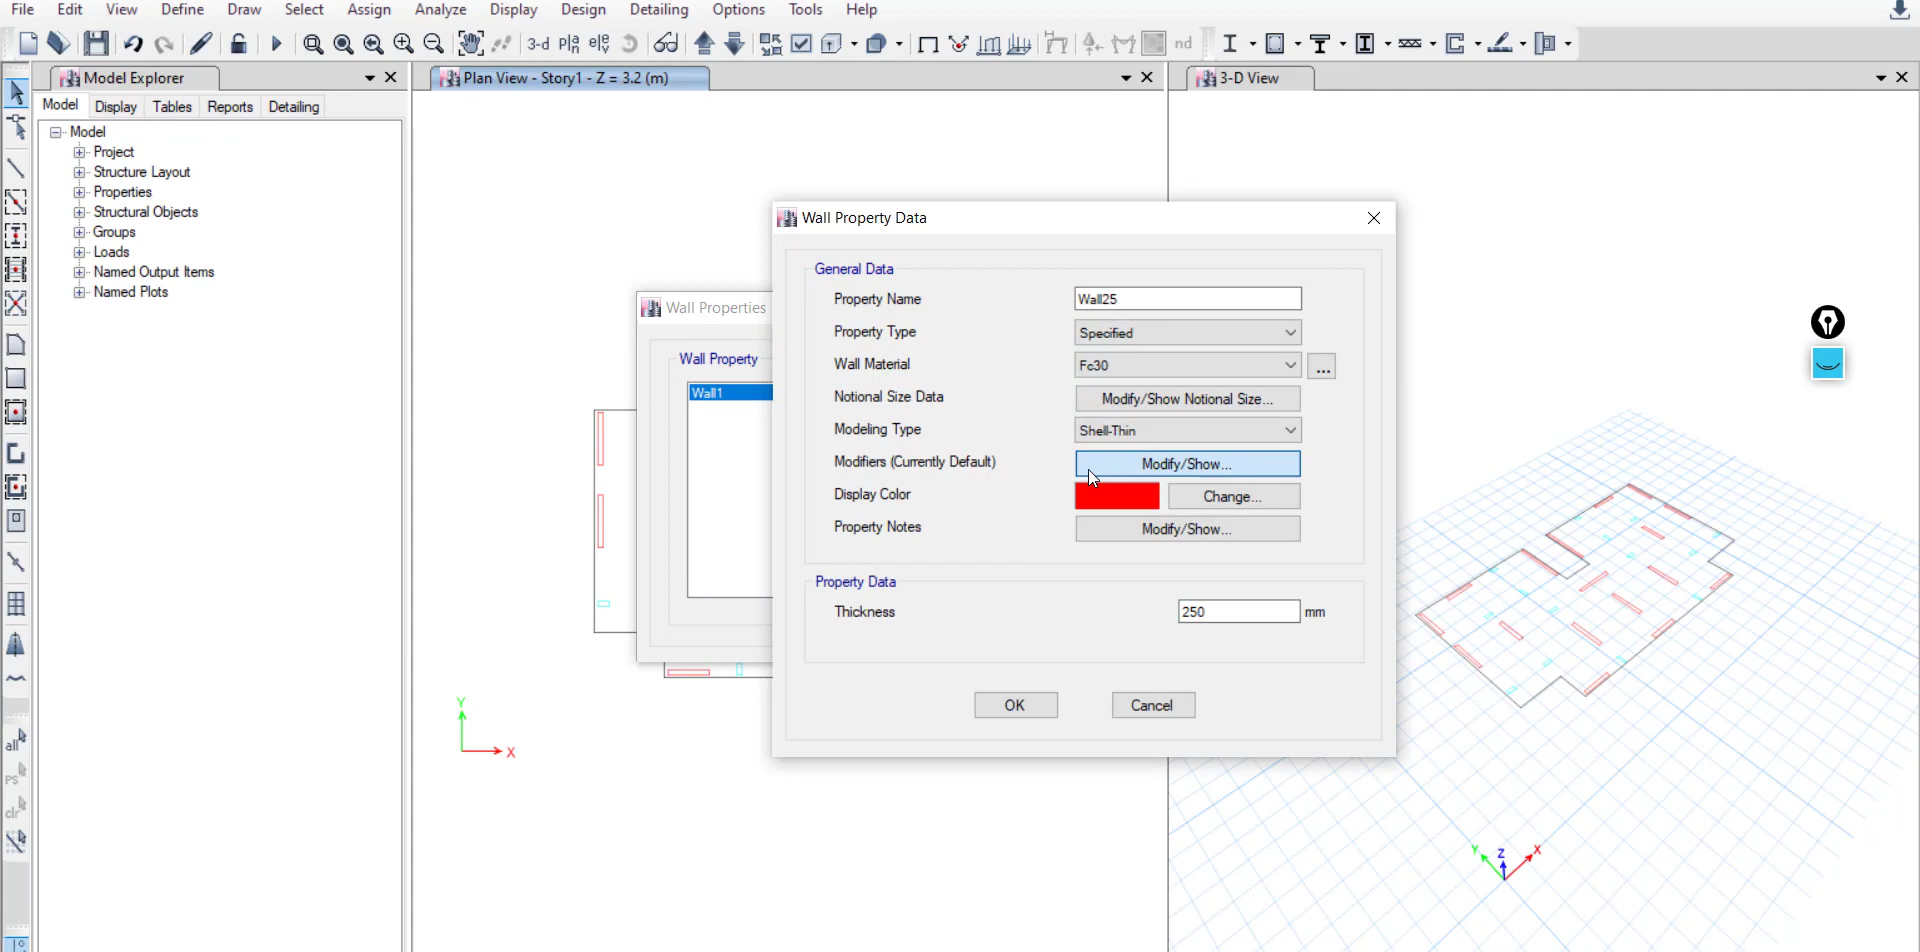 File Edit View Define Draw Select Assign Analyze Display Design Detailing Options Tools Help
3-d pla ele nd
Model Explorer
Model Display Tables Reports Detailing
Model
Project
Structure Layout
Properties
Structural Objects
Groups
Loads
Named Output Items
Named Plots
all
ps
clr
Plan View - Story1 - Z = 3.2 (m)
Y
X
Wall Properties
Wall Property
Wall1
Wall Property Data
General Data
Property Name Wall25
Property Type Specified
Wall Material Fc30 ...
Notional Size Data Modify/Show Notional Size...
Modeling Type Shell-Thin
Modifiers (Currently Default) Modify/Show...
Display Color Change...
Property Notes Modify/Show...
Property Data
Thickness 250 mm
OK Cancel
3-D View
Y Z X